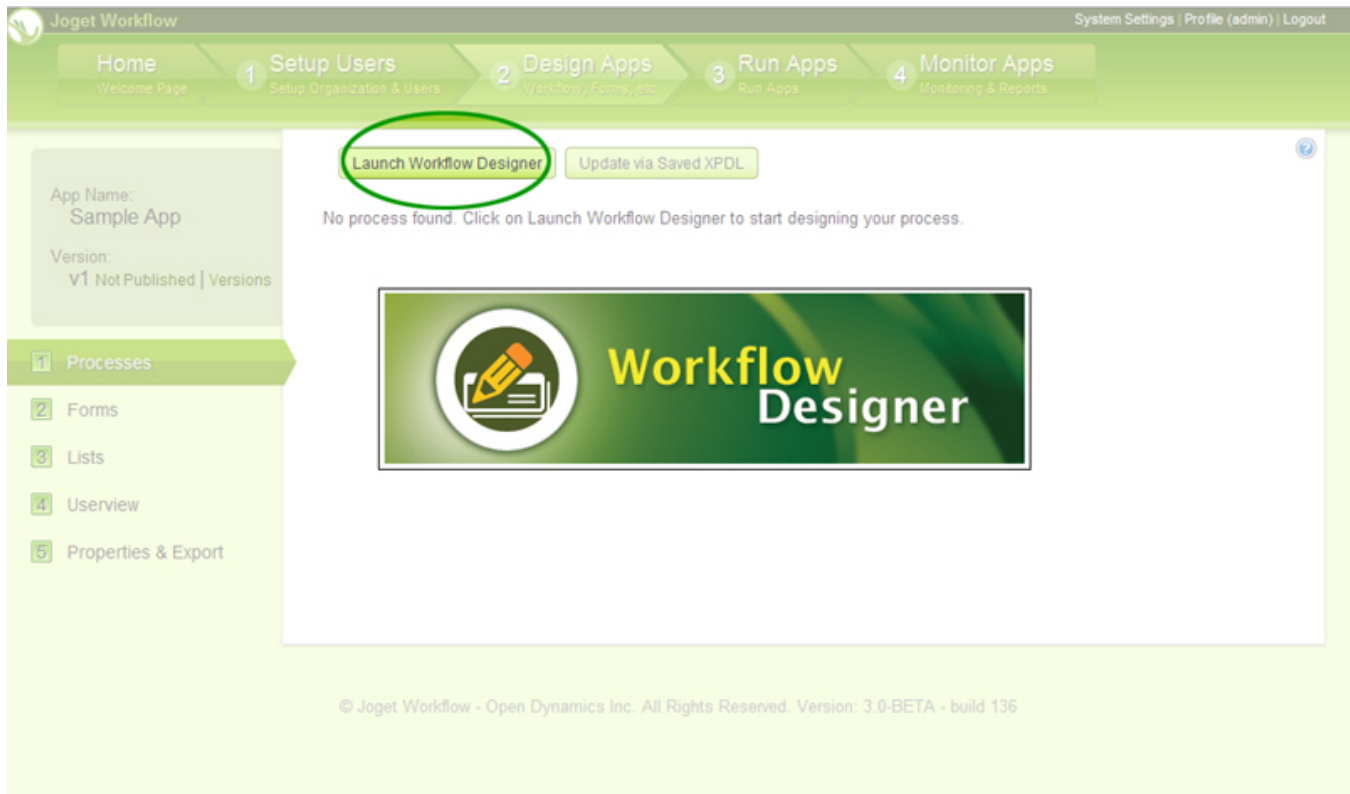 Joget Workflow
System Settings | Profile (admin) | Logout
Home
Welcome Page
1 Setup Users
Setup Organization & Users
2 Design Apps
Workflow, Forms, etc
3 Run Apps
Run Apps
4 Monitor Apps
Monitoring & Reports
Launch Workflow Designer
Update via Saved XPDL
?
App Name:
Sample App
Version:
v1 Not Published | Versions
No process found. Click on Launch Workflow Designer to start designing your process.
Workflow
Designer
1 Processes
2 Forms
3 Lists
4 Userview
5 Properties & Export
© Joget Workflow - Open Dynamics Inc. All Rights Reserved. Version: 3.0-BETA - build 136